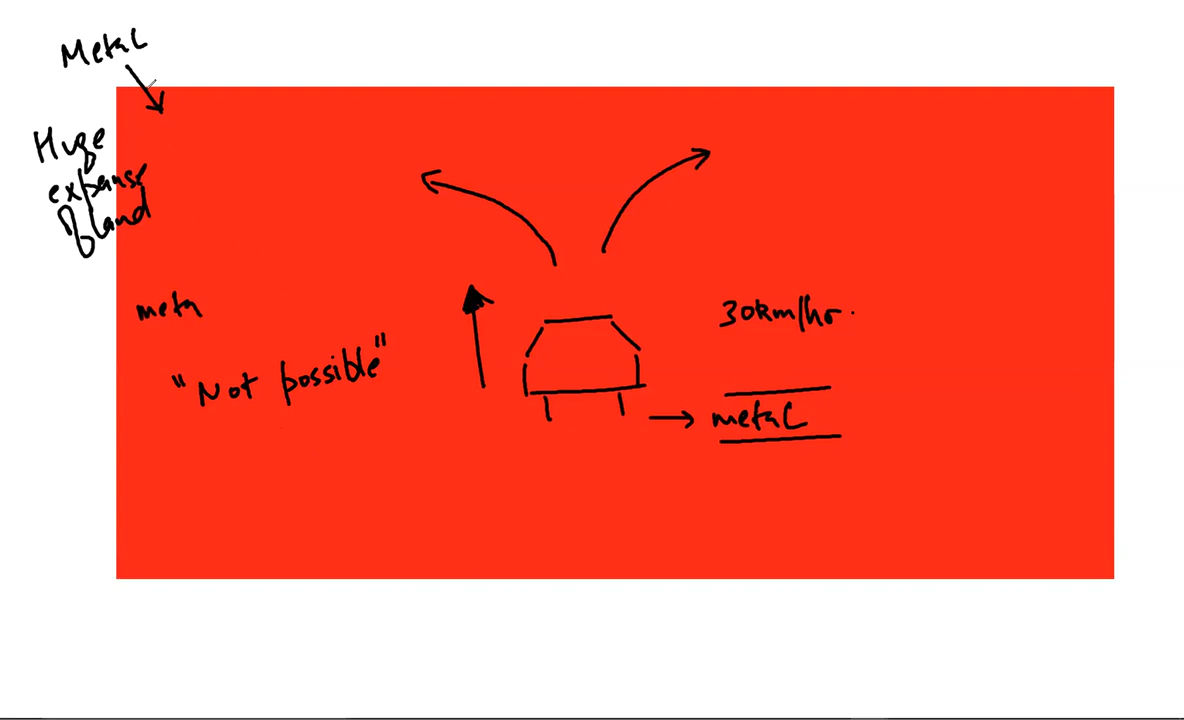 Metal
Huge
expanse
of land
meta
"Not possible"
30km/hr.
metal